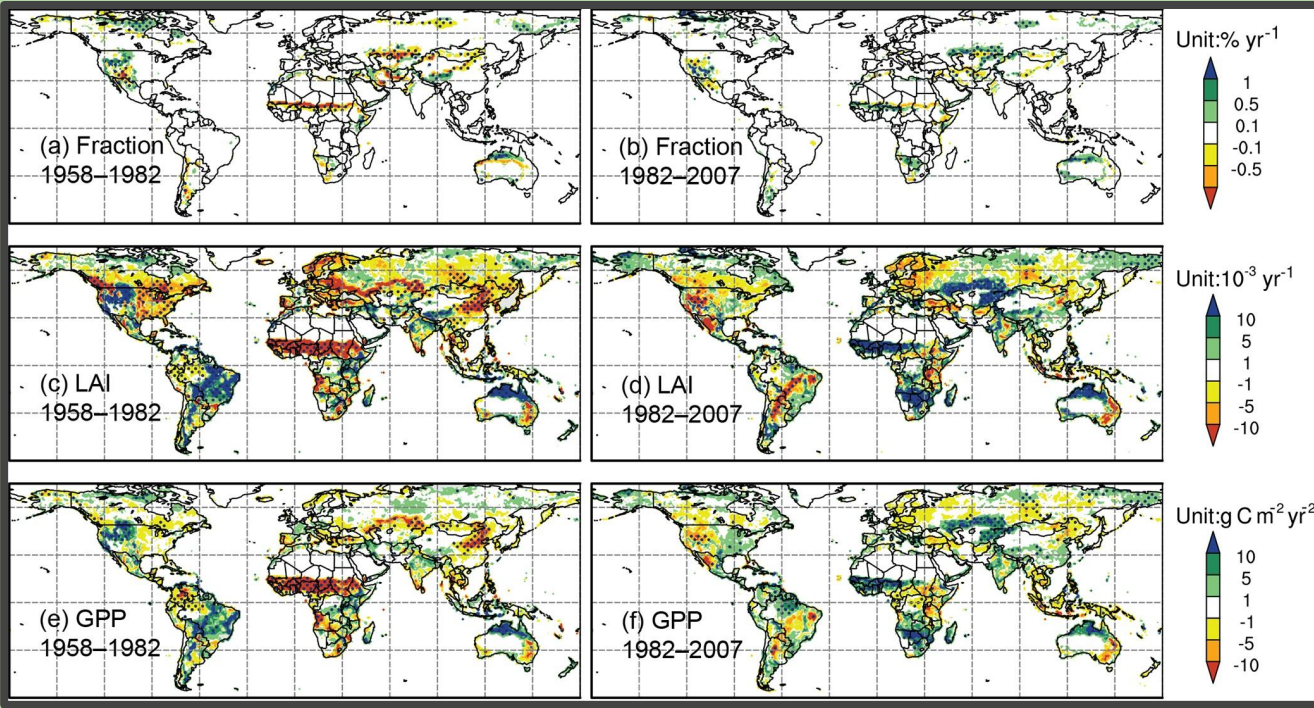 (a) Fraction
1958–1982
(b) Fraction
1982–2007
Unit:% yr-1
1
0.5
0.1
-0.1
-0.5
(c) LAI
1958–1982
(d) LAI
1982–2007
Unit:10-3 yr-1
10
5
1
-1
-5
-10
(e) GPP
1958–1982
(f) GPP
1982–2007
Unit:g C m-2 yr2
10
5
1
-1
-5
-10